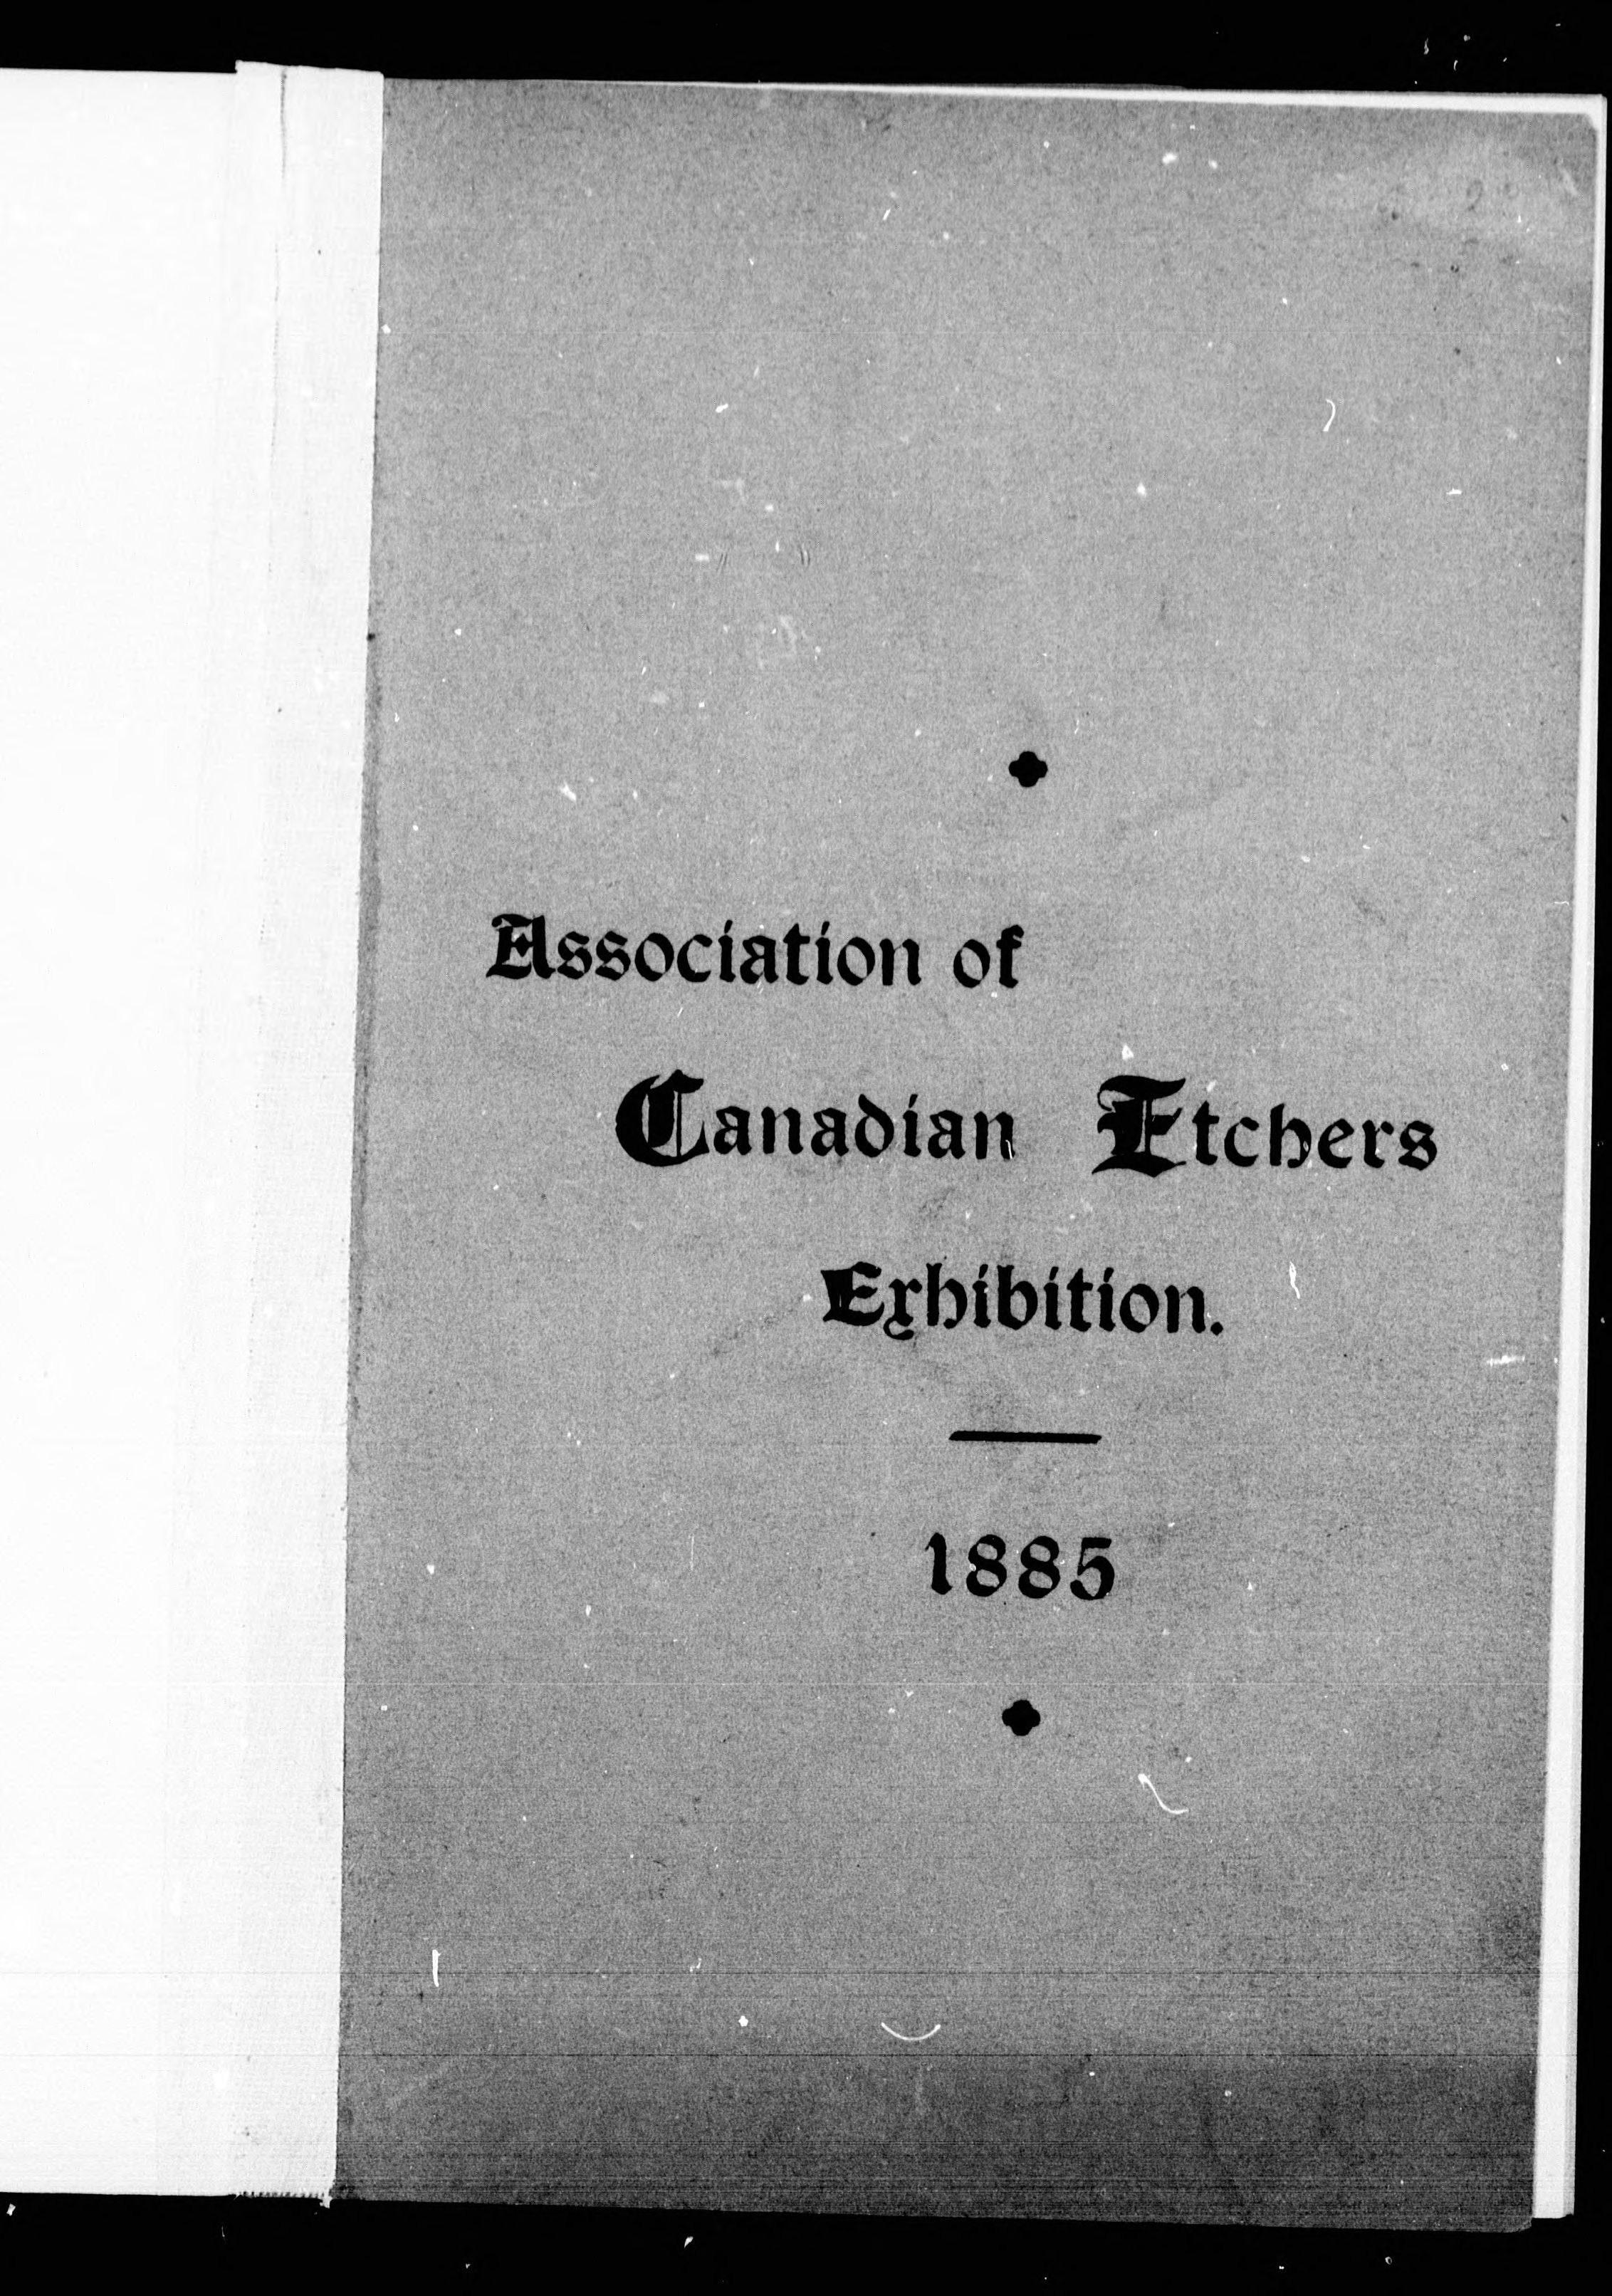 Association of
Canadian Etchers
Exhibition.
1885